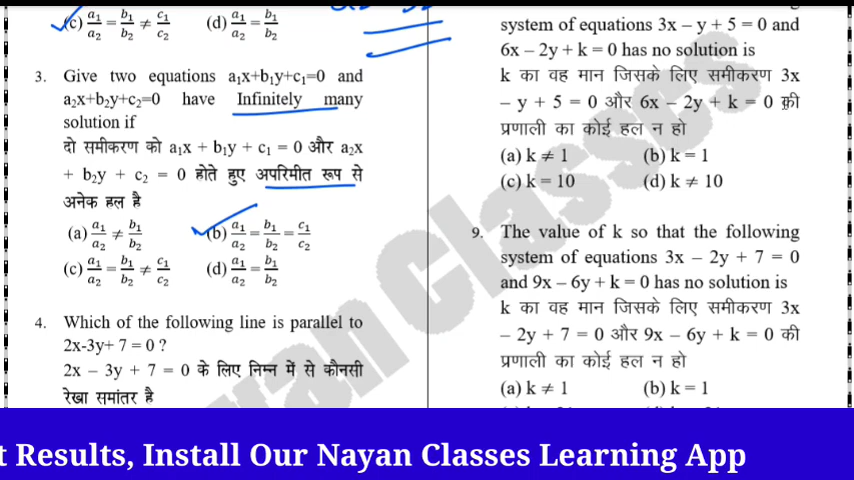 (c) a₁/a₂ = b₁/b₂ ≠ c₁/c₂ (d) a₁/a₂ = b₁/b₂
3. Give two equations a₁x+b₁y+c₁=0 and
a₂x+b₂y+c₂=0 have Infinitely many
solution if
दो समीकरण को a₁x + b₁y + c₁ = 0 और a₂x
+ b₂y + c₂ = 0 होते हुए अपरिमीत रूप से
अनेक हल है
(a) a₁/a₂ ≠ b₁/b₂ (b) a₁/a₂ = b₁/b₂ = c₁/c₂
(c) a₁/a₂ = b₁/b₂ ≠ c₁/c₂ (d) a₁/a₂ = b₁/b₂
4. Which of the following line is parallel to
2x-3y+ 7 = 0 ?
2x − 3y + 7 = 0 के लिए निम्न में से कौनसी
रेखा समांतर है
system of equations 3x − y + 5 = 0 and
6x − 2y + k = 0 has no solution is
k का वह मान जिसके लिए समीकरण 3x
− y + 5 = 0 और 6x − 2y + k = 0 की
प्रणाली का कोई हल न हो
(a) k ≠ 1 (b) k = 1
(c) k = 10 (d) k ≠ 10
9. The value of k so that the following
system of equations 3x − 2y + 7 = 0
and 9x − 6y + k = 0 has no solution is
k का वह मान जिसके लिए समीकरण 3x
− 2y + 7 = 0 और 9x − 6y + k = 0 की
प्रणाली का कोई हल न हो
(a) k ≠ 1 (b) k = 1
Nayan Classes
t Results, Install Our Nayan Classes Learning App